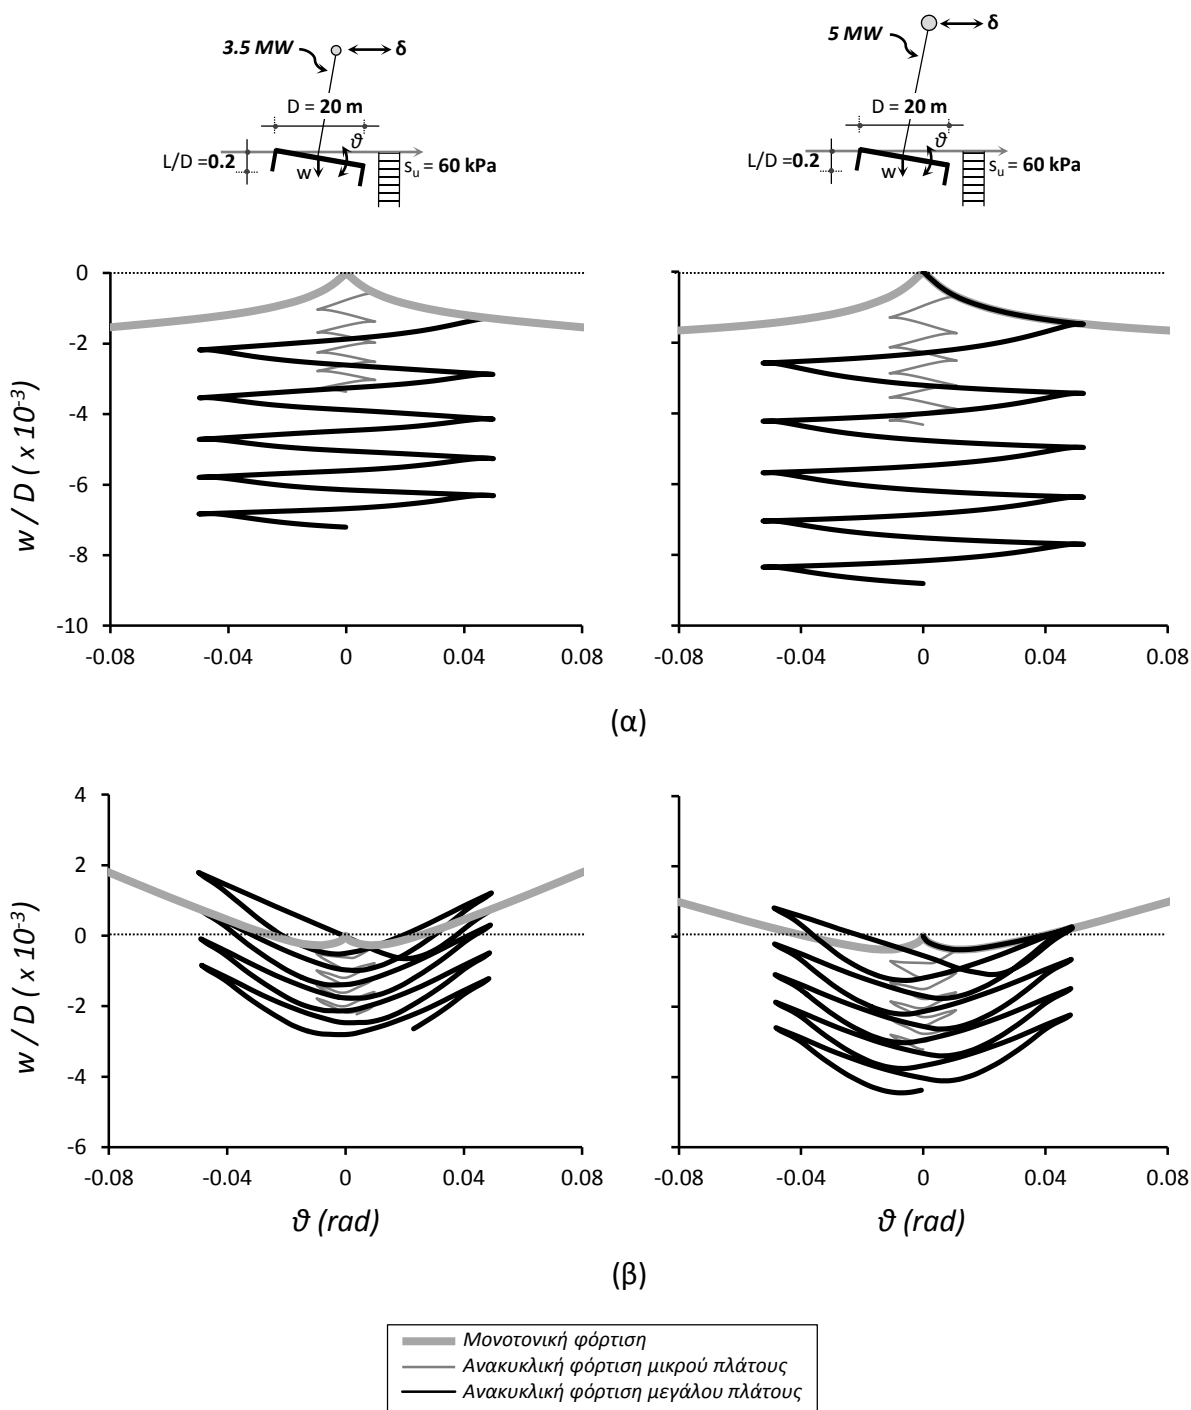 3.5 MW
δ
D = 20 m
ϑ
L/D =0.2
w
su = 60 kPa
5 MW
δ
D = 20 m
ϑ
L/D =0.2
w
su = 60 kPa
w / D ( x 10-3)
0
-2
-4
-6
-8
-10
-0.08 -0.04 0 0.04 0.08
-0.08 -0.04 0 0.04 0.08
(α)
w / D ( x 10-3)
4
2
0
-2
-4
-6
-0.08 -0.04 0 0.04 0.08
-0.08 -0.04 0 0.04 0.08
ϑ (rad)
ϑ (rad)
(β)
Μονοτονική φόρτιση
Ανακυκλική φόρτιση μικρού πλάτους
Ανακυκλική φόρτιση μεγάλου πλάτους